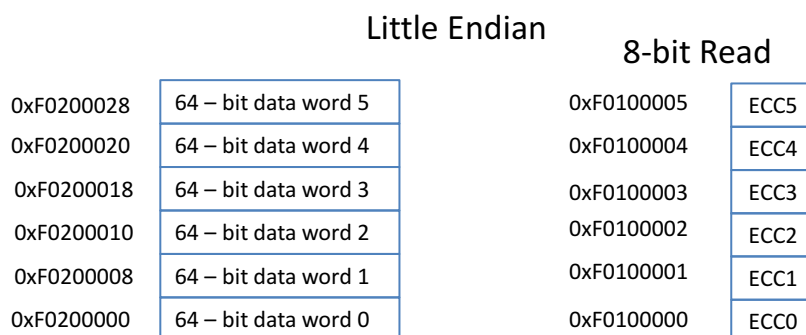 Little Endian
8-bit Read
0xF0200028 64 – bit data word 5 0xF0100005 ECC5
0xF0200020 64 – bit data word 4 0xF0100004 ECC4
0xF0200018 64 – bit data word 3 0xF0100003 ECC3
0xF0200010 64 – bit data word 2 0xF0100002 ECC2
0xF0200008 64 – bit data word 1 0xF0100001 ECC1
0xF0200000 64 – bit data word 0 0xF0100000 ECC0